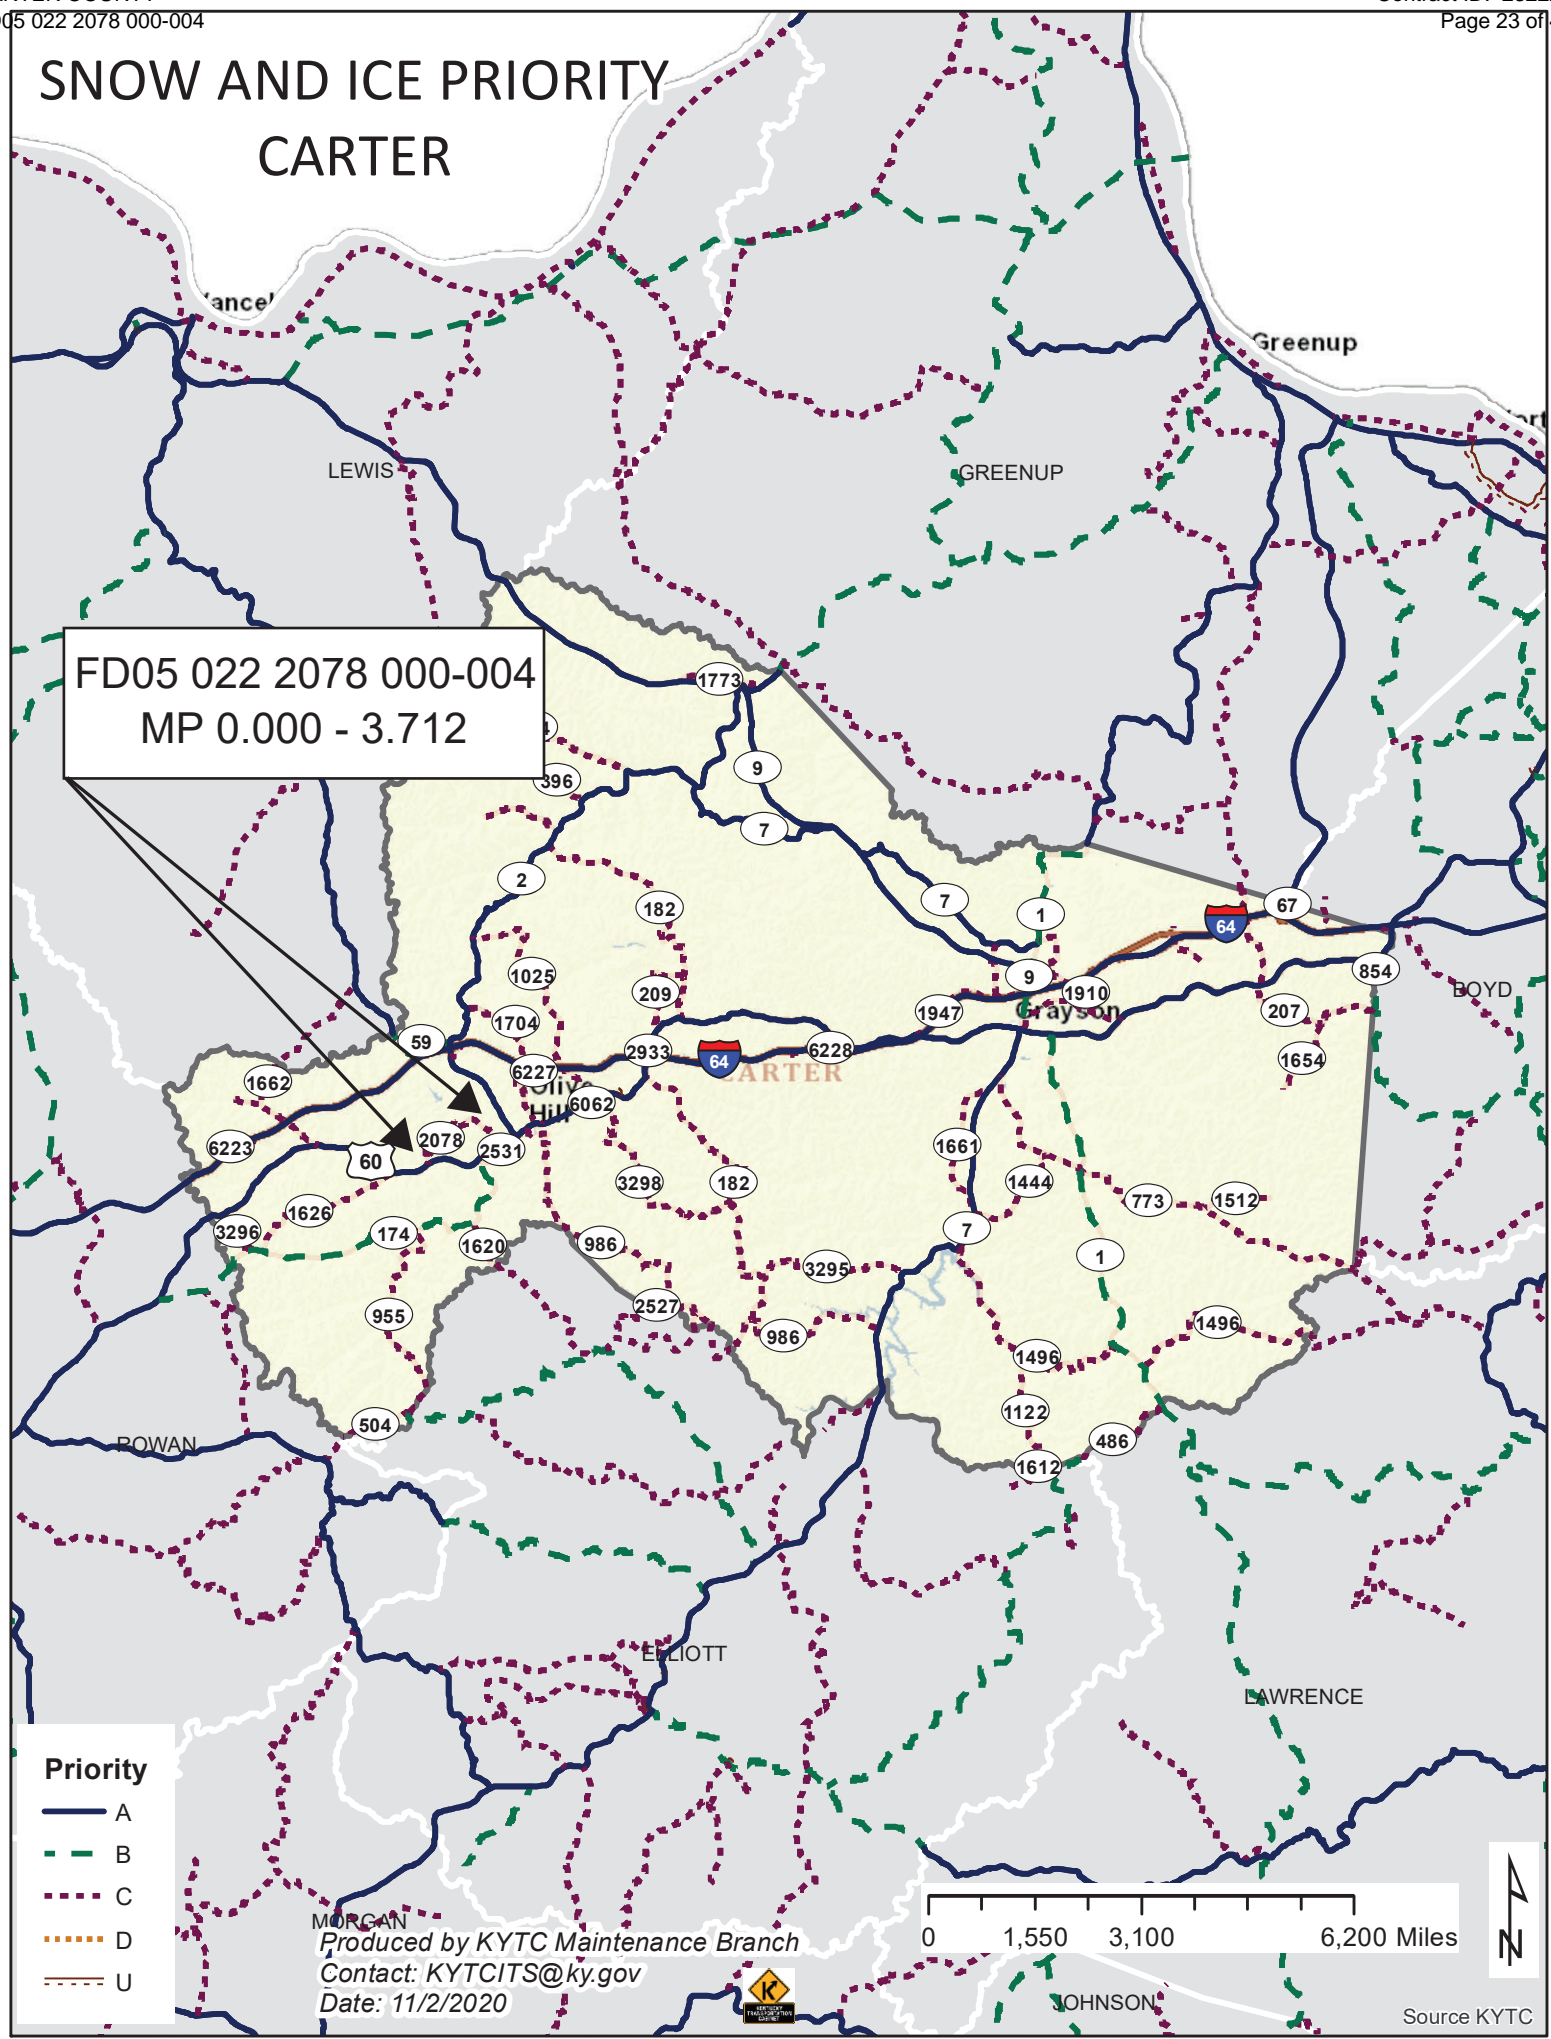 05 022 2078 000-004
Page 23 of
SNOW AND ICE PRIORITY
CARTER
Greenup
LEWIS
GREENUP
FD05 022 2078 000-004
MP 0.000 - 3.712
1773
9
396
7
2
182
7
1
67
64
1025
209
9
1910
854
BOYD
1704
1947
Grayson
207
59
2933
64
6228
1654
1662
6227
CARTER
Olive
Hill
6062
6223
60
2078
2531
1661
3298
182
1444
773
1512
1626
3296
174
1620
986
7
1
3295
955
2527
986
1496
1496
504
1122
486
ROWAN
1612
ELLIOTT
LAWRENCE
Priority
A
B
C
D
U
MORGAN
Produced by KYTC Maintenance Branch
Contact: KYTCITS@ky.gov
Date: 11/2/2020
KENTUCKY
TRANSPORTATION
CABINET
0 1,550 3,100 6,200 Miles
N
JOHNSON
Source KYTC